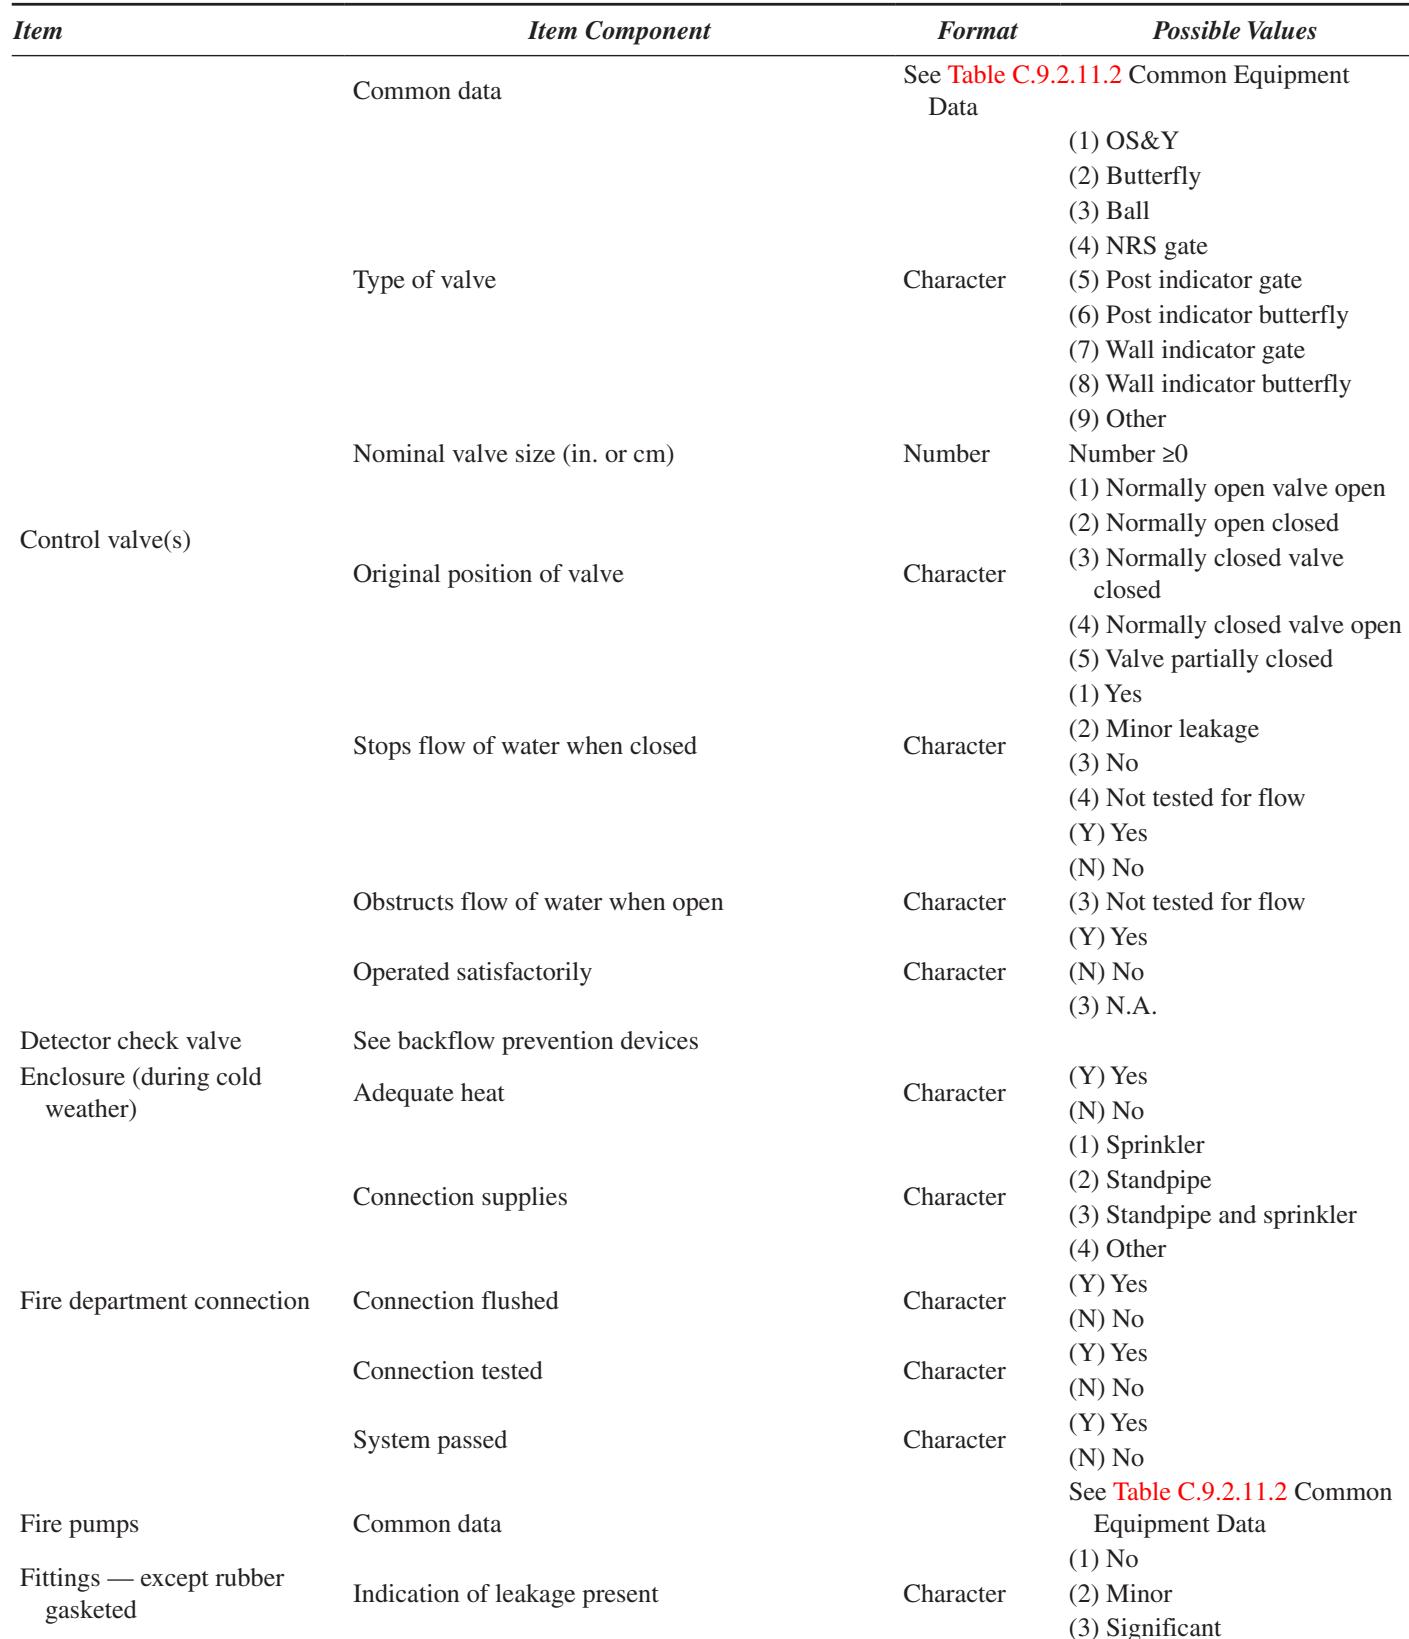 Item Item Component Format Possible Values
Common data See Table C.9.2.11.2 Common Equipment
Data
(1) OS&Y
(2) Butterfly
(3) Ball
(4) NRS gate
Type of valve Character (5) Post indicator gate
(6) Post indicator butterfly
(7) Wall indicator gate
(8) Wall indicator butterfly
(9) Other
Nominal valve size (in. or cm) Number Number ≥0
(1) Normally open valve open
(2) Normally open closed
Control valve(s)
(3) Normally closed valve
Original position of valve Character
closed
(4) Normally closed valve open
(5) Valve partially closed
(1) Yes
(2) Minor leakage
Stops flow of water when closed Character
(3) No
(4) Not tested for flow
(Y) Yes
(N) No
Obstructs flow of water when open Character (3) Not tested for flow
(Y) Yes
Operated satisfactorily Character (N) No
(3) N.A.
Detector check valve See backflow prevention devices
Enclosure (during cold (Y) Yes
Adequate heat Character
weather) (N) No
(1) Sprinkler
(2) Standpipe
Connection supplies Character
(3) Standpipe and sprinkler
(4) Other
(Y) Yes
Fire department connection Connection flushed Character
(N) No
(Y) Yes
Connection tested Character
(N) No
(Y) Yes
System passed Character
(N) No
See Table C.9.2.11.2 Common
Fire pumps Common data Equipment Data
(1) No
Fittings — except rubber
Indication of leakage present Character (2) Minor
gasketed
(3) Significant